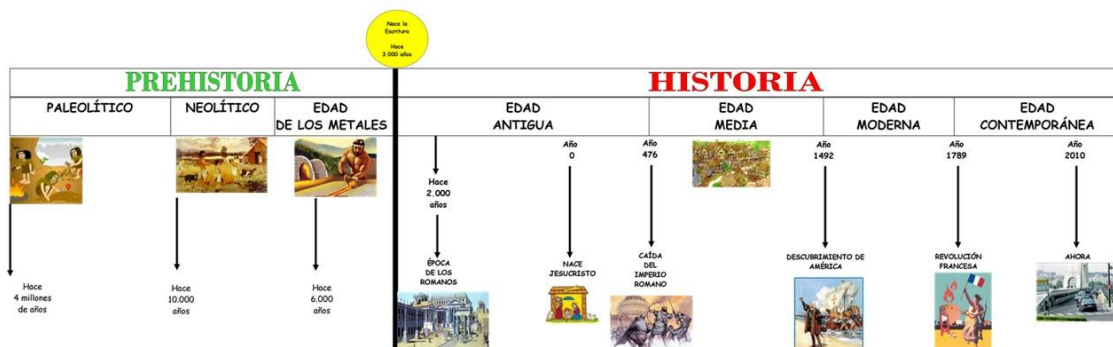 Nace la
Escritura
Hace
3.000 años
PREHISTORIA
HISTORIA
PALEOLÍTICO
NEOLÍTICO
EDAD
DE LOS METALES
EDAD
ANTIGUA
EDAD
MEDIA
EDAD
MODERNA
EDAD
CONTEMPORÁNEA
Año
0
Año
476
Año
1492
Año
1789
Año
2010
Hace
2.000
años
Hace
4 millones
de años
Hace
10.000
años
Hace
6.000
años
ÉPOCA
DE LOS
ROMANOS
NACE
JESUCRISTO
CAÍDA
DEL
IMPERIO
ROMANO
DESCUBRIMIENTO DE
AMÉRICA
REVOLUCIÓN
FRANCESA
AHORA